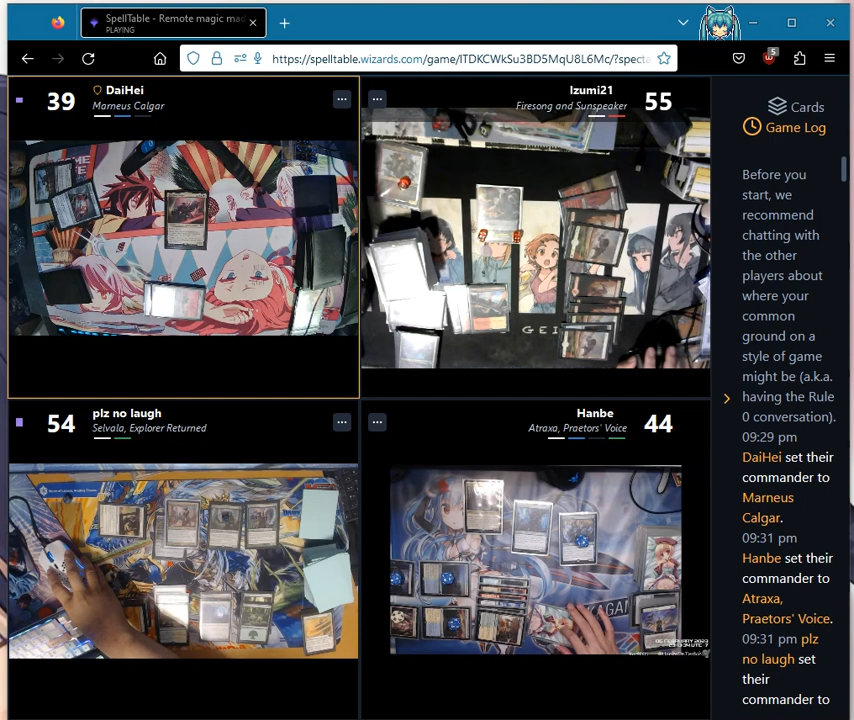 SpellTable - Remote magic mad
PLAYING
https://spelltable.wizards.com/game/ITDKCWkSu3BD5MqU8L6Mc/?specta
5
39
DaiHei
Marneus Calgar
Izumi21
Firesong and Sunspeaker
55
GEI
54
plz no laugh
Selvala, Explorer Returned
Hanbe
Atraxa, Praetors' Voice
44
Cards
Game Log
Before you
start, we
recommend
chatting with
the other
players about
where your
common
ground on a
style of game
might be (a.k.a.
having the Rule
0 conversation).
09:29 pm
DaiHei set their
commander to
Marneus
Calgar.
09:31 pm
Hanbe set their
commander to
Atraxa,
Praetors' Voice.
09:31 pm plz
no laugh set
their
commander to